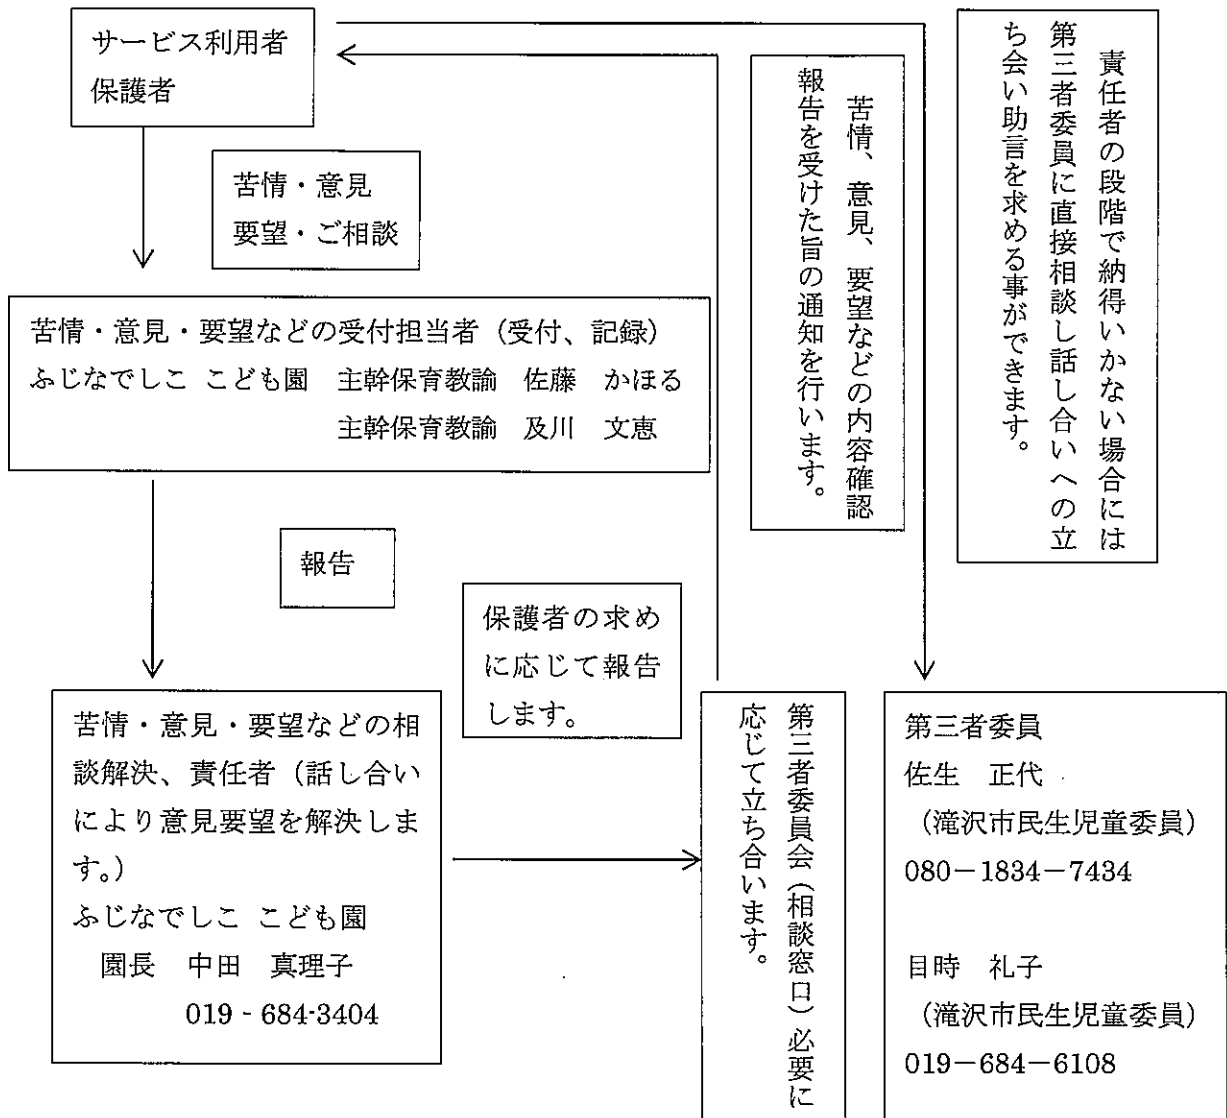 サービス利用者
保護者
苦情・意見
要望・ご相談
苦情・意見・要望などの受付担当者（受付、記録）
ふじなでしこ こども園　主幹保育教諭　佐藤　かほる
主幹保育教諭　及川　文恵
報告
保護者の求め
に応じて報告
します。
苦情・意見・要望などの相
談解決、責任者（話し合い
により意見要望を解決しま
す。）
ふじなでしこ こども園
園長　中田　真理子
019‐684-3404
第三者委員会（相談窓口）必要に
応じて立ち合います。
苦情、意見、要望などの内容確認
報告を受けた旨の通知を行います。
責任者の段階で納得いかない場合には
第三者委員に直接相談し話し合いへの立
ち会い助言を求める事ができます。
第三者委員
佐生　正代
（滝沢市民生児童委員）
080－1834－7434
目時　礼子
（滝沢市民生児童委員）
019－684－6108